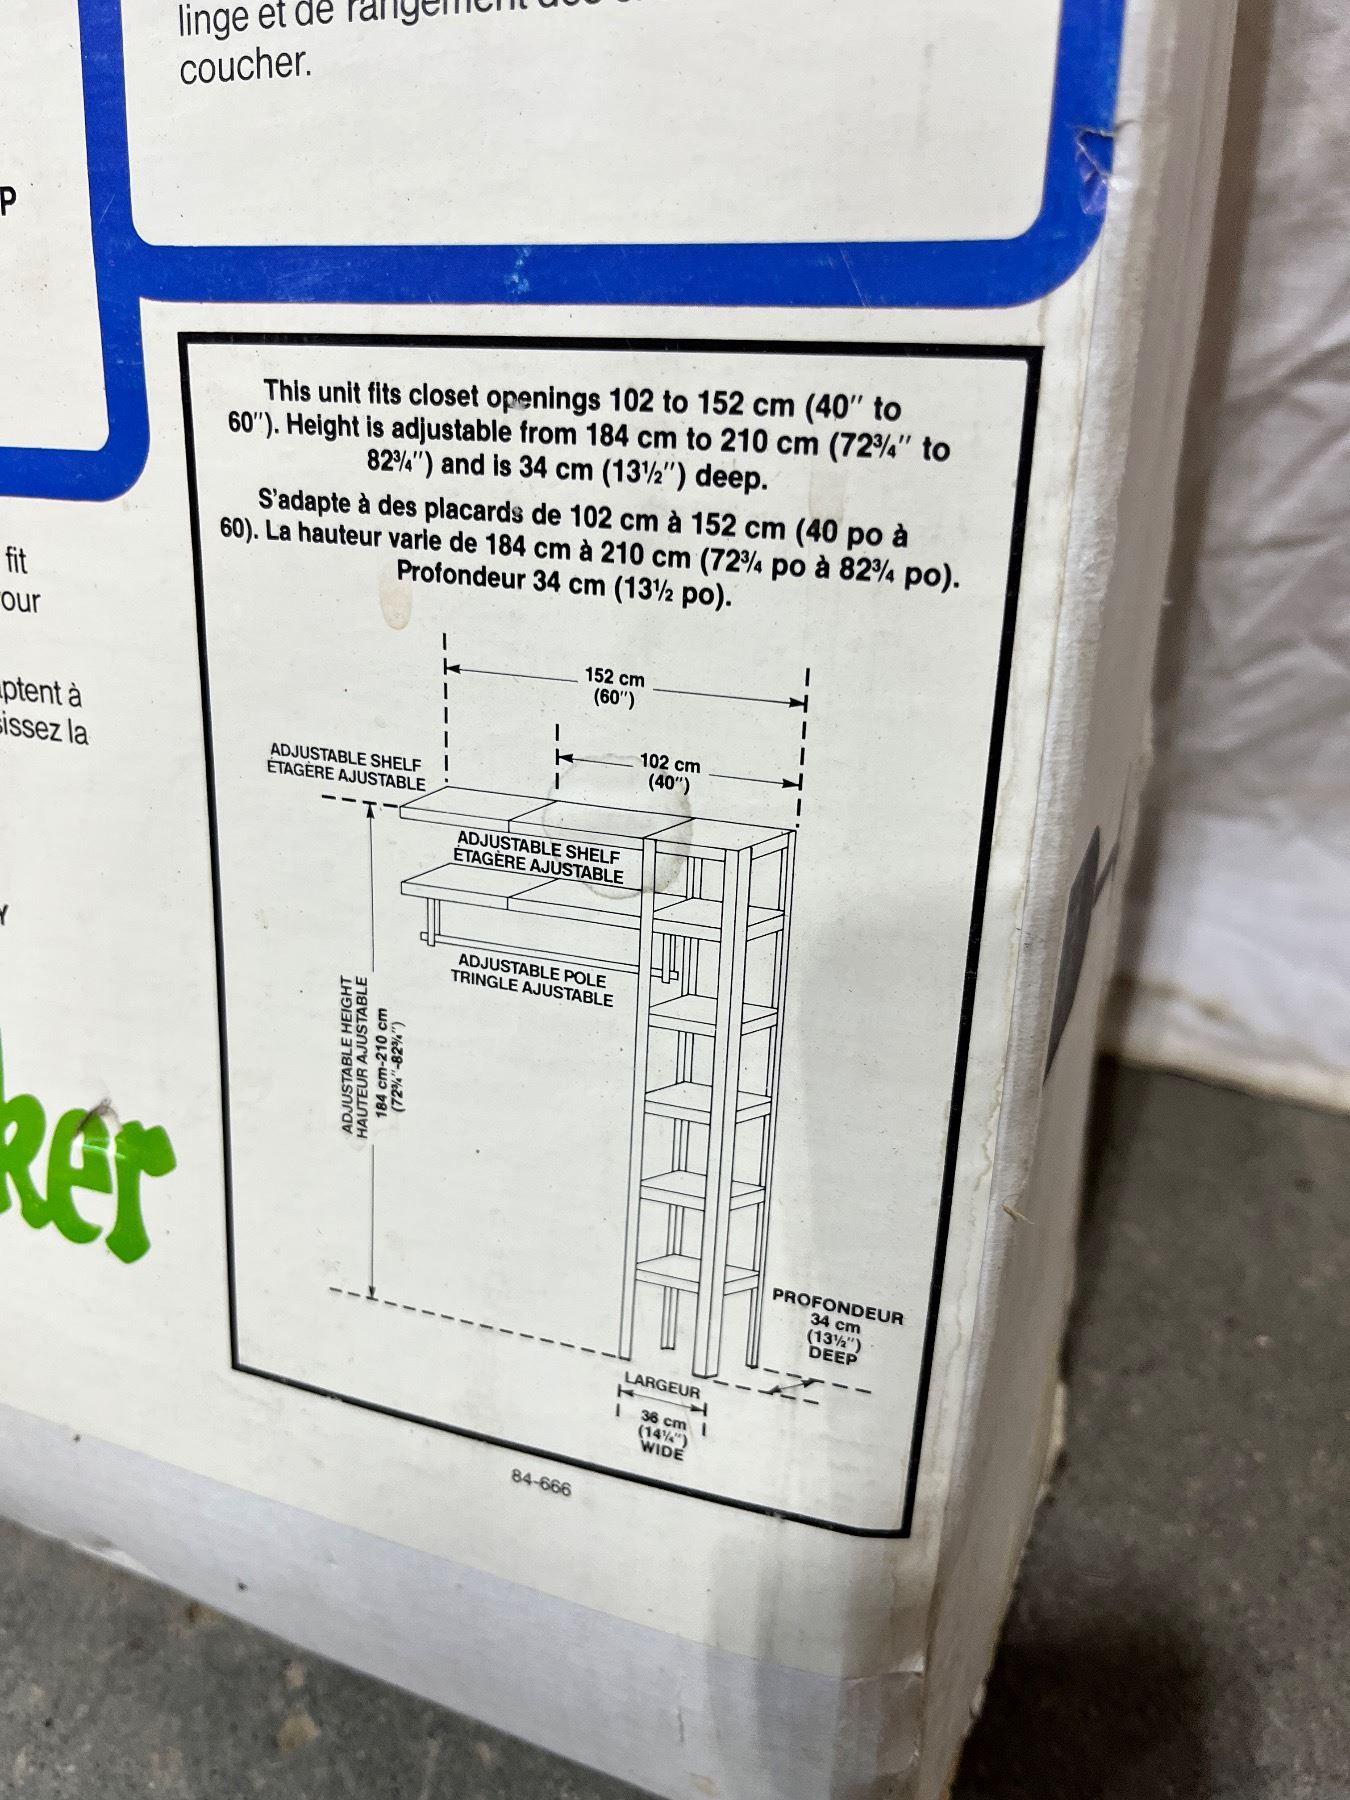 linge et de rangement
coucher.
P
fit
our
aptent à
sissez la
Y
ker
This unit fits closet openings 102 to 152 cm (40″ to
60″). Height is adjustable from 184 cm to 210 cm (72¾″ to
82¾″) and is 34 cm (13½″) deep.
S'adapte à des placards de 102 cm à 152 cm (40 po à
60). La hauteur varie de 184 cm à 210 cm (72¾ po à 82¾ po).
Profondeur 34 cm (13½ po).
152 cm
(60″)
102 cm
(40″)
ADJUSTABLE SHELF
ÉTAGÈRE AJUSTABLE
ADJUSTABLE SHELF
ÉTAGÈRE AJUSTABLE
ADJUSTABLE POLE
TRINGLE AJUSTABLE
ADJUSTABLE HEIGHT
HAUTEUR AJUSTABLE
184 cm-210 cm
(72¾″-82¾″)
PROFONDEUR
34 cm
(13½″)
DEEP
LARGEUR
36 cm
(14¼″)
WIDE
84-666